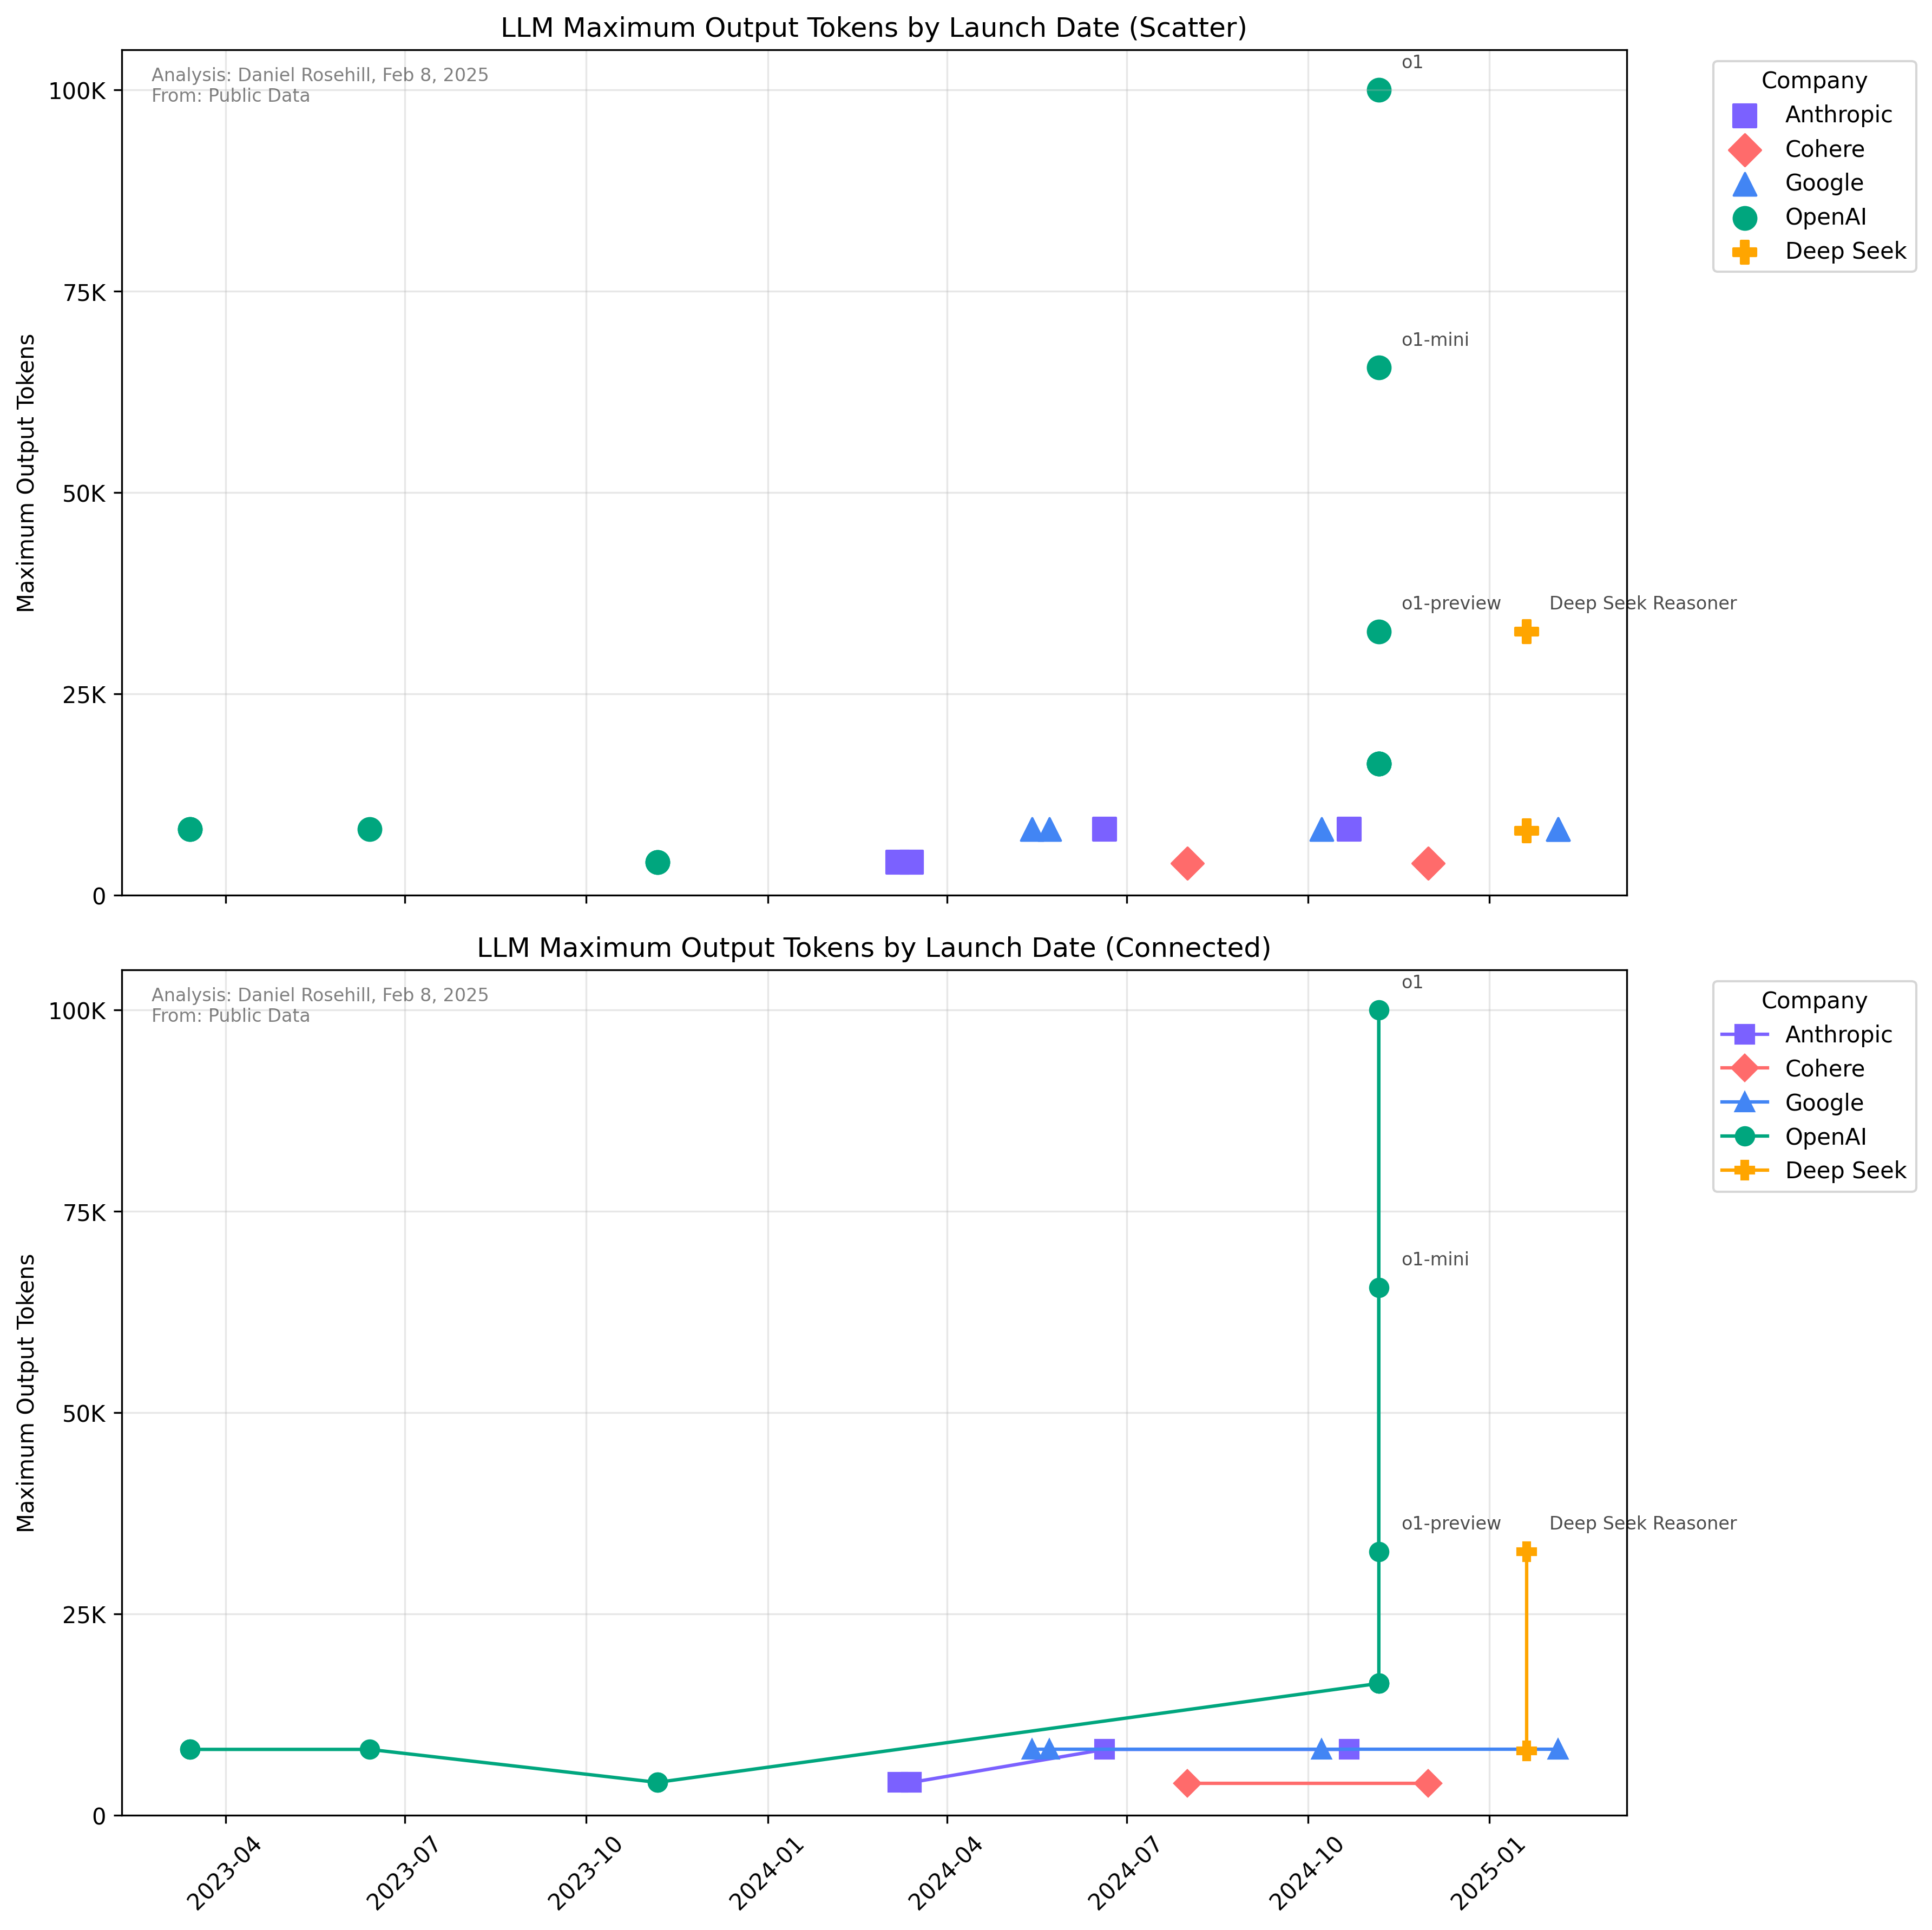 LLM Maximum Output Tokens by Launch Date (Scatter)
Analysis: Daniel Rosehill, Feb 8, 2025
From: Public Data
Maximum Output Tokens
100K
75K
50K
25K
0
o1
o1-mini
o1-preview
Deep Seek Reasoner
Company
Anthropic
Cohere
Google
OpenAI
Deep Seek
LLM Maximum Output Tokens by Launch Date (Connected)
Analysis: Daniel Rosehill, Feb 8, 2025
From: Public Data
Maximum Output Tokens
100K
75K
50K
25K
0
o1
o1-mini
o1-preview
Deep Seek Reasoner
Company
Anthropic
Cohere
Google
OpenAI
Deep Seek
2023-04
2023-07
2023-10
2024-01
2024-04
2024-07
2024-10
2025-01